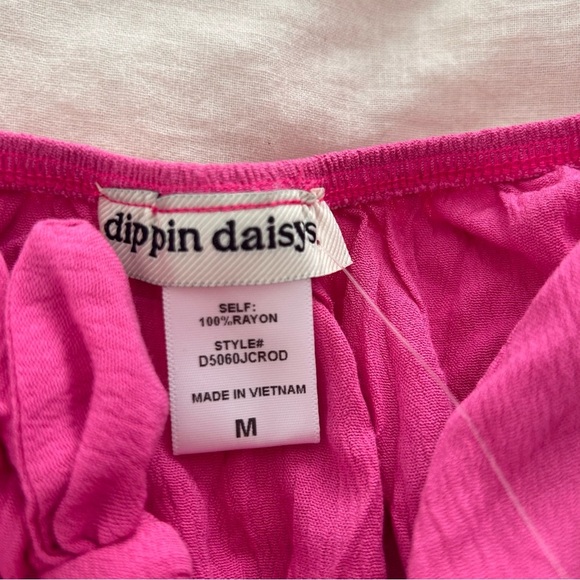 dippin daisys.
SELF:
100%RAYON
STYLE#
D5060JCROD
MADE IN VIETNAM
M